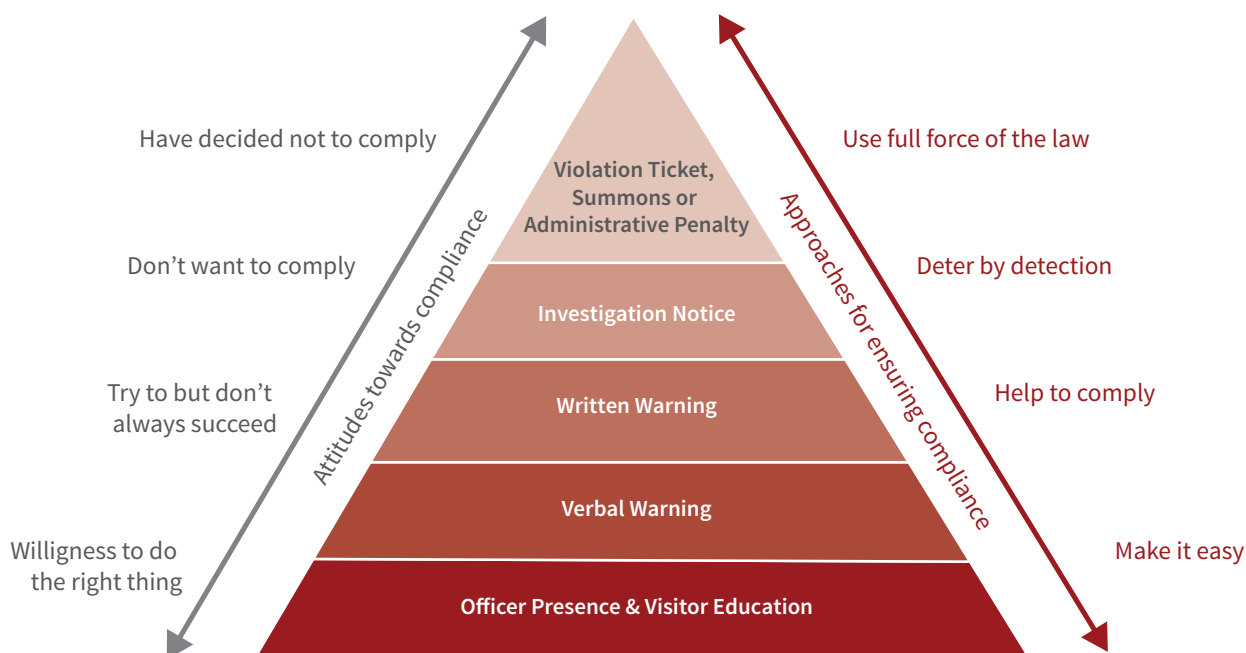 Have decided not to comply
Don't want to comply
Try to but don't
always succeed
Willigness to do
the right thing
Attitudes towards compliance
Violation Ticket,
Summons or
Administrative Penalty
Investigation Notice
Written Warning
Verbal Warning
Officer Presence & Visitor Education
Approaches for ensuring compliance
Use full force of the law
Deter by detection
Help to comply
Make it easy